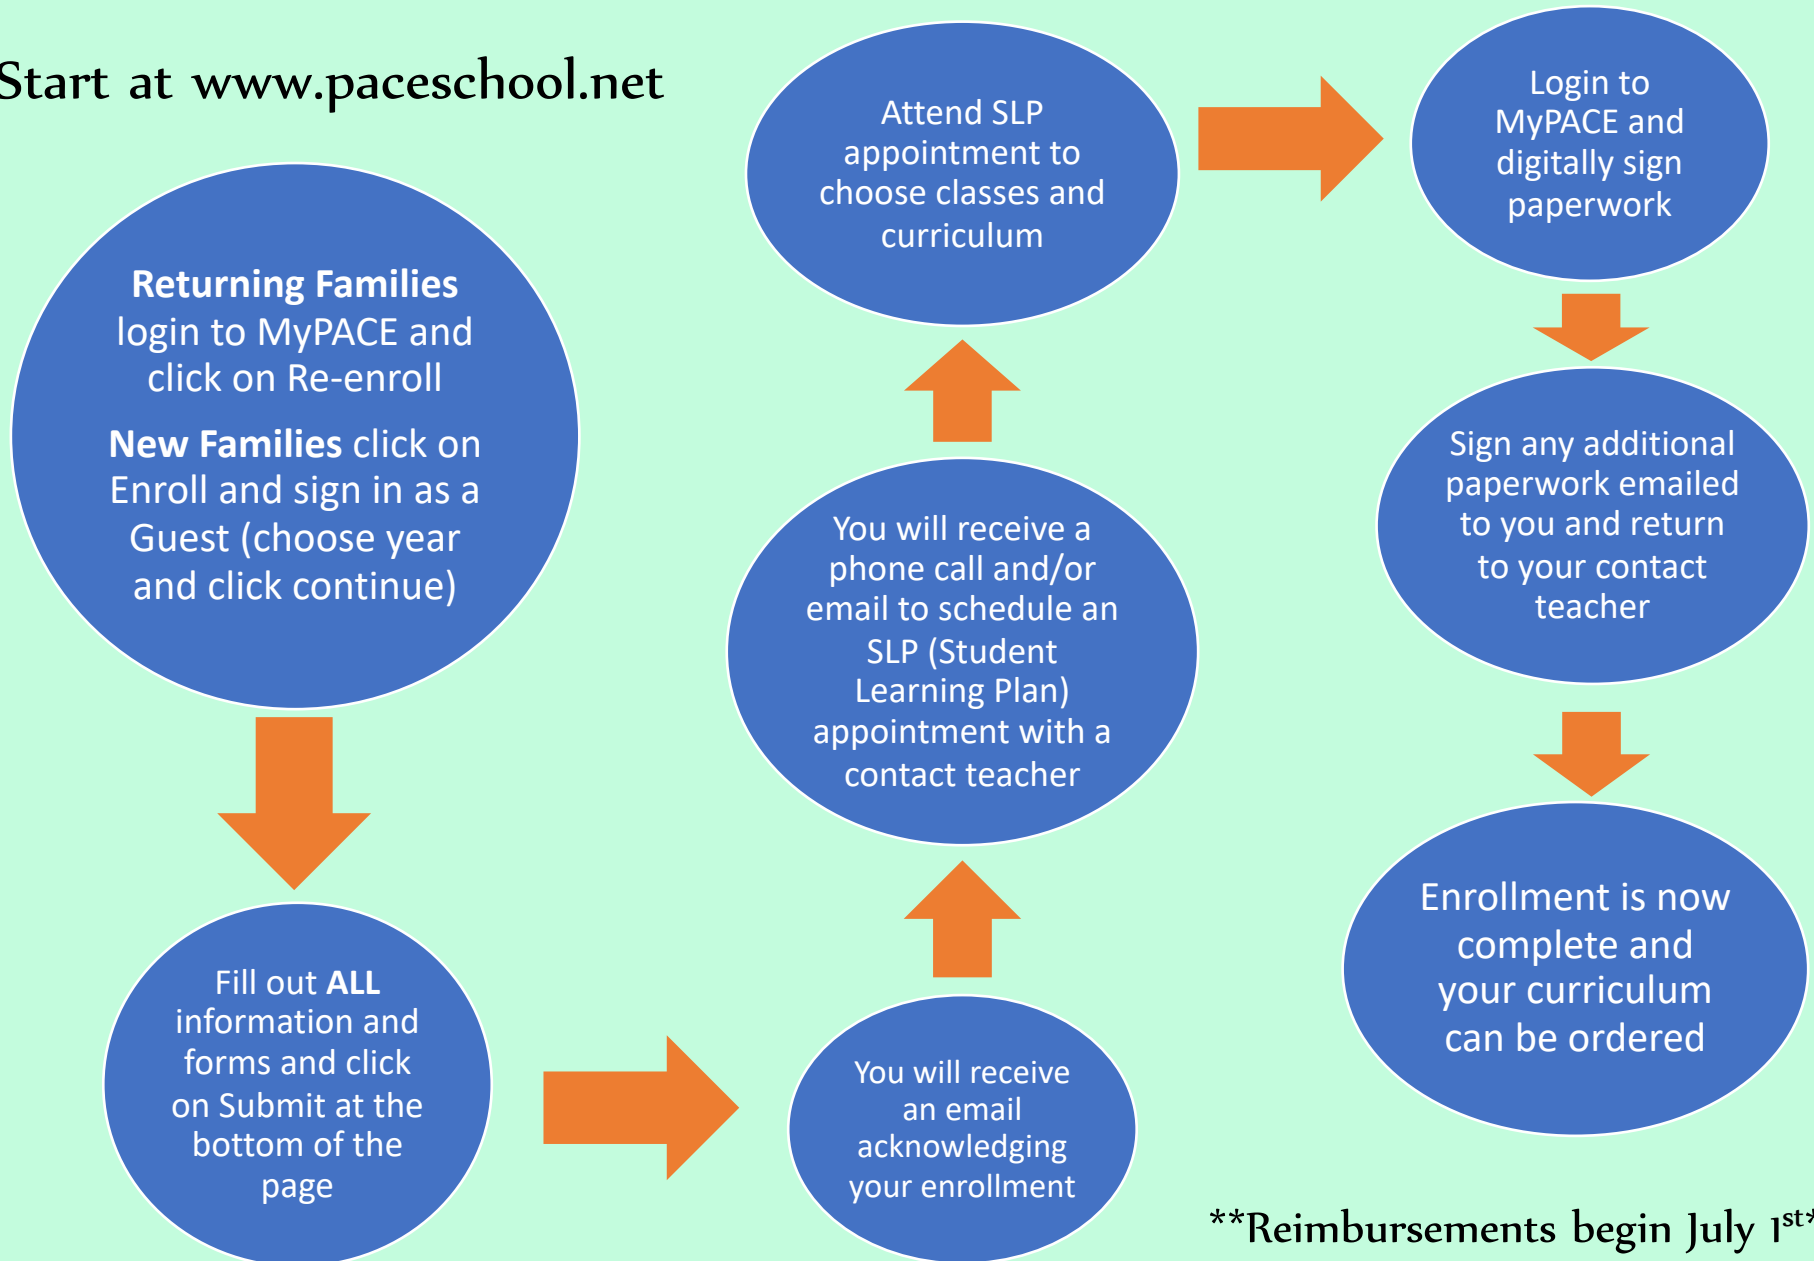 Start at www.paceschool.net
Returning Families
login to MyPACE and
click on Re-enroll
New Families click on
Enroll and sign in as a
Guest (choose year
and click continue)
Fill out ALL
information and
forms and click
on Submit at the
bottom of the
page
You will receive
an email
acknowledging
your enrollment
You will receive a
phone call and/or
email to schedule an
SLP (Student
Learning Plan)
appointment with a
contact teacher
Attend SLP
appointment to
choose classes and
curriculum
Login to
MyPACE and
digitally sign
paperwork
Sign any additional
paperwork emailed
to you and return
to your contact
teacher
Enrollment is now
complete and
your curriculum
can be ordered
**Reimbursements begin July 1st*